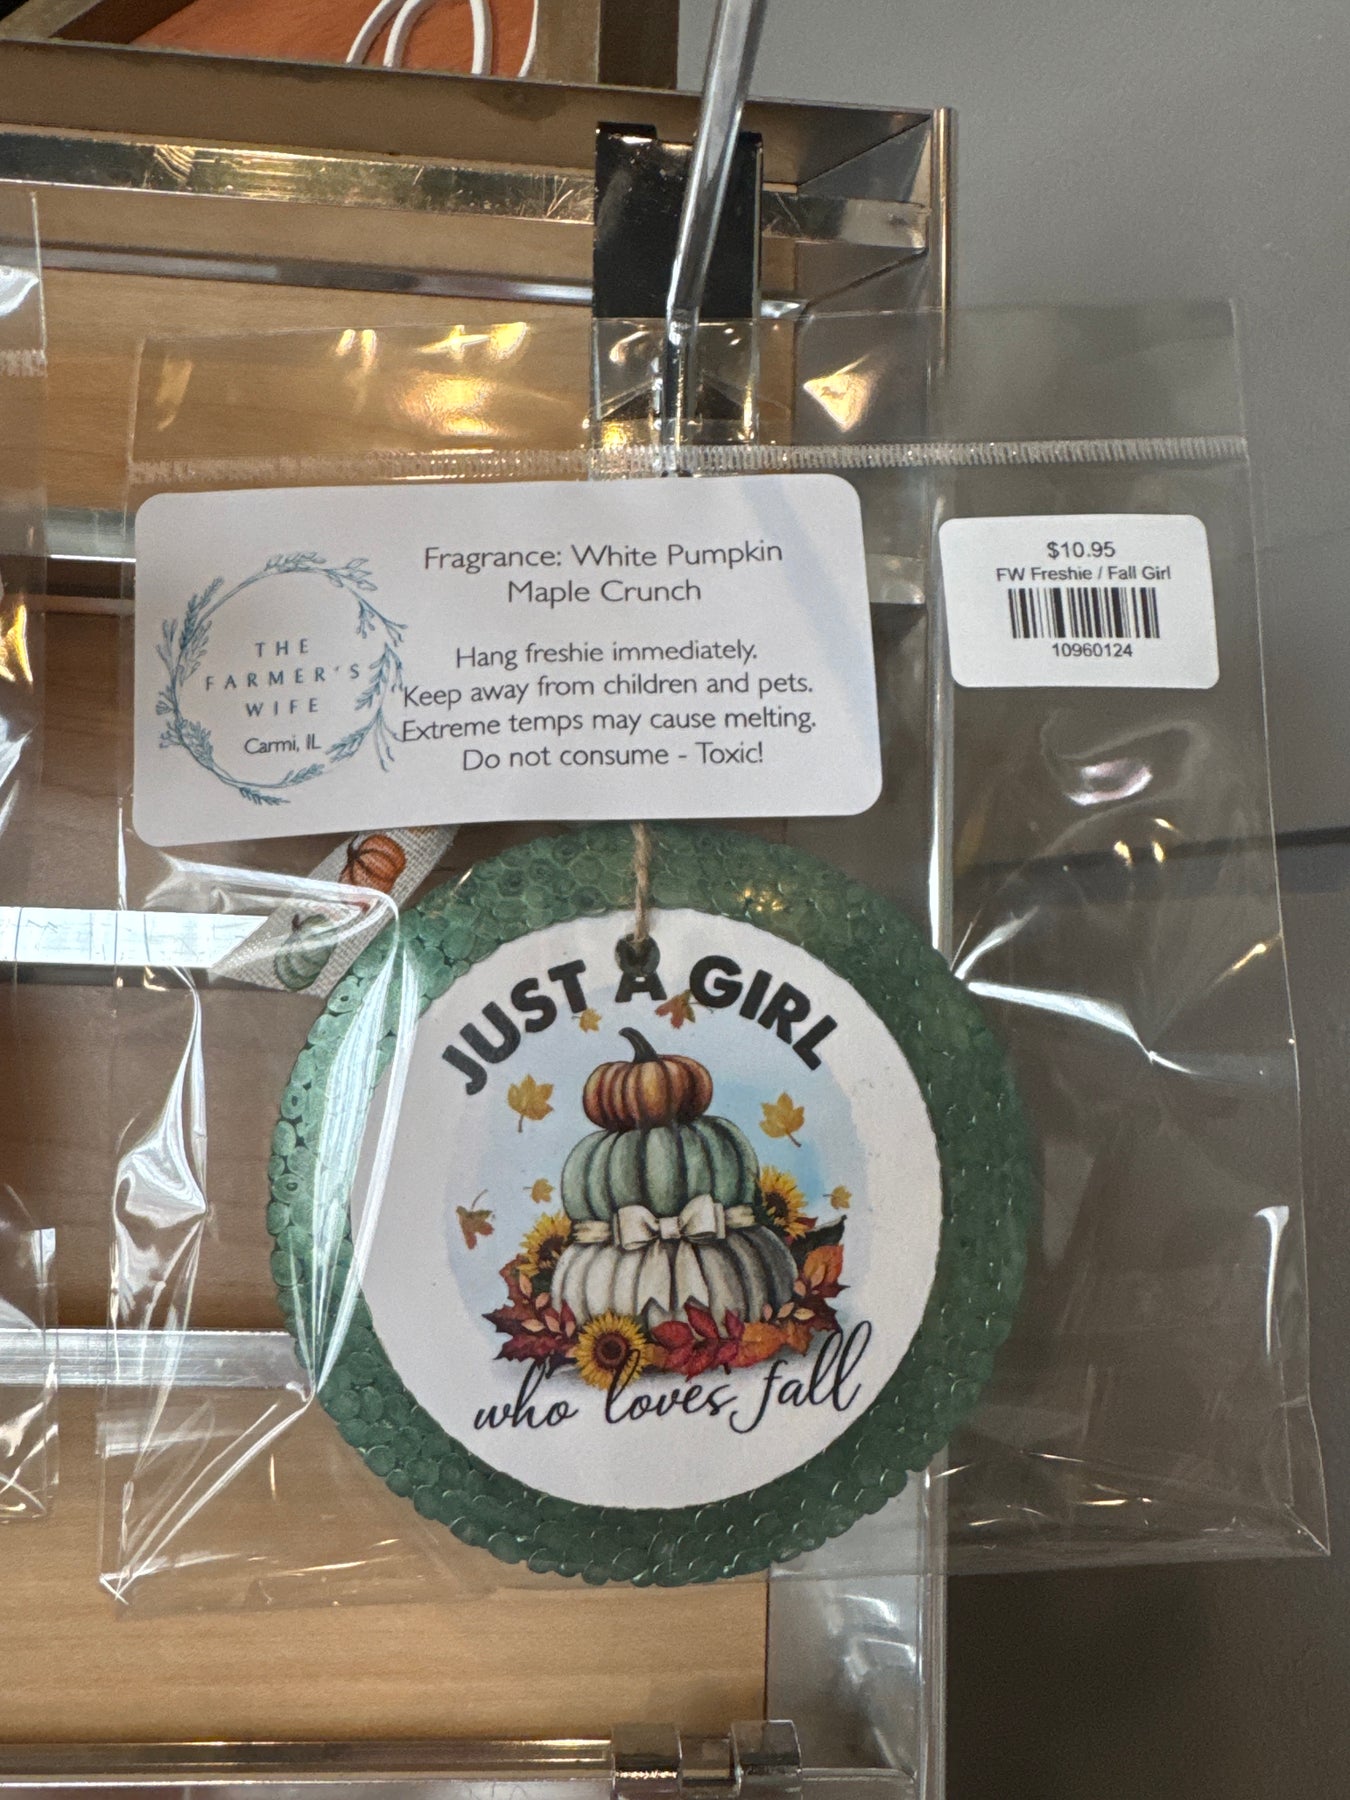 Fragrance: White Pumpkin
Maple Crunch
THE
FARMER'S
WIFE
Carmi, IL
Hang freshie immediately.
Keep away from children and pets.
Extreme temps may cause melting.
Do not consume - Toxic!
$10.95
FW Freshie / Fall Girl
10960124
JUST A GIRL
who loves fall